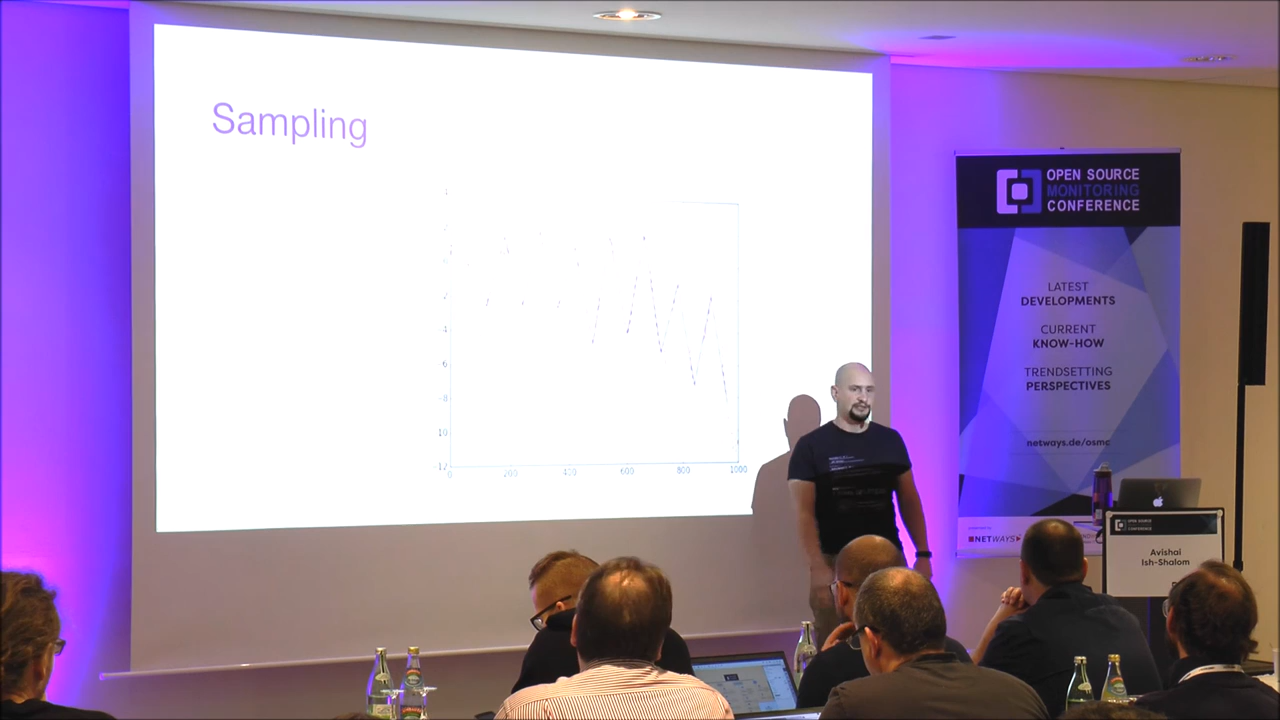 Sampling
4
2
4
6
-8
10
12
0
200
400
600
800
1000
OPEN SOURCE
MONITORING
CONFERENCE
LATEST
DEVELOPMENTS
CURRENT
KNOW-HOW
TRENDSETTING
PERSPECTIVES
netways.de/osmc
NETWAYS
OPEN SOURCE
MONITORING
CONFERENCE
Avishai
Ish-Shalom